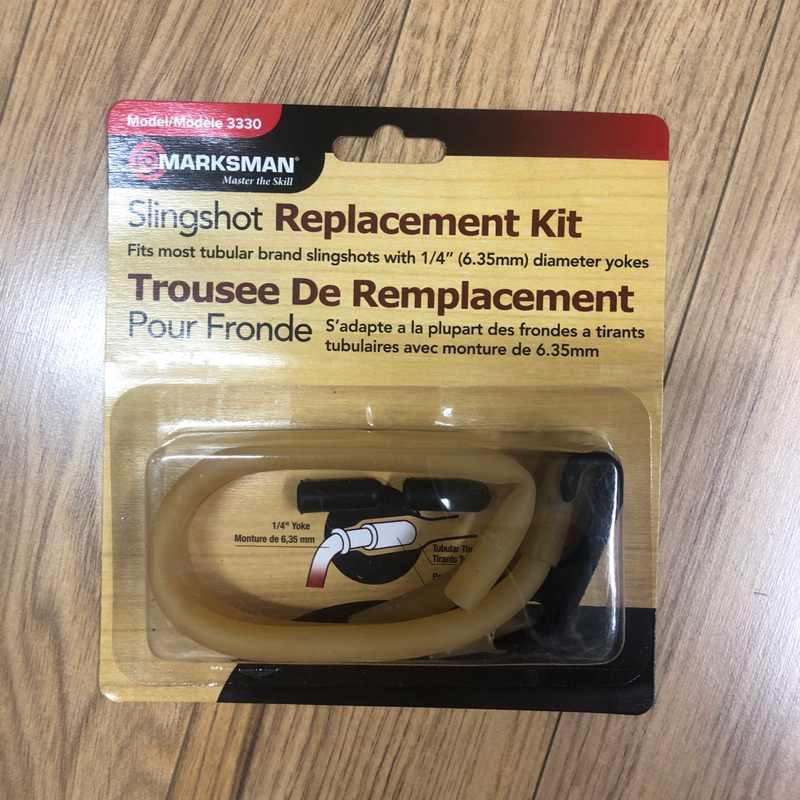 Model/Modèle 3330
MARKSMAN®
Master the Skill
Slingshot Replacement Kit
Fits most tubular brand slingshots with 1/4" (6.35mm) diameter yokes
Trousee De Remplacement
Pour Fronde
S'adapte a la plupart des frondes a tirants
tubulaires avec monture de 6.35mm
1/4" Yoke
Monture de 6,35 mm
Tubular
Tirants